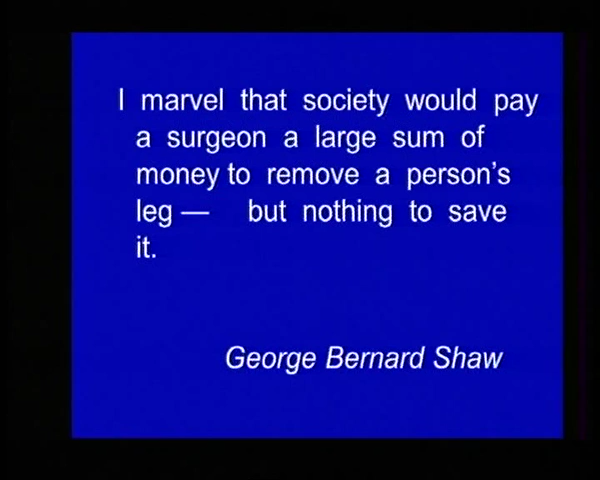 I marvel that society would pay
a surgeon a large sum of
money to remove a person's
leg — but nothing to save
it.
George Bernard Shaw